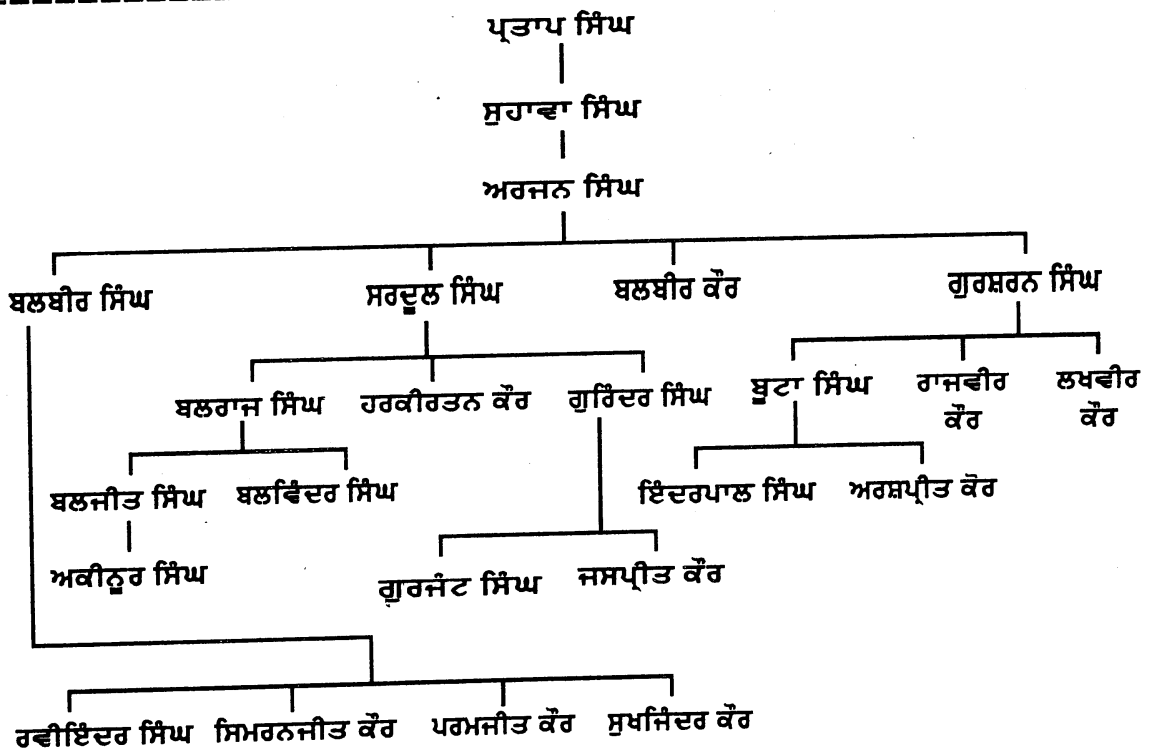 ਪ੍ਰਤਾਪ ਸਿੰਘ
ਸੁਹਾਵਾ ਸਿੰਘ
ਅਰਜਨ ਸਿੰਘ
ਬਲਬੀਰ ਸਿੰਘ ਸਰਦੂਲ ਸਿੰਘ ਬਲਬੀਰ ਕੌਰ ਗੁਰਸ਼ਰਨ ਸਿੰਘ
ਬਲਰਾਜ ਸਿੰਘ ਹਰਕੀਰਤਨ ਕੌਰ ਗੁਰਿੰਦਰ ਸਿੰਘ ਬੂਟਾ ਸਿੰਘ ਰਾਜਵੀਰ ਲਖਵੀਰ
ਕੌਰ ਕੌਰ
ਬਲਜੀਤ ਸਿੰਘ ਬਲਵਿੰਦਰ ਸਿੰਘ ਇੰਦਰਪਾਲ ਸਿੰਘ ਅਰਸ਼ਪ੍ਰੀਤ ਕੋਰ
ਅਕੀਨੂਰ ਸਿੰਘ ਗੁਰਜੰਟ ਸਿੰਘ ਜਸਪ੍ਰੀਤ ਕੌਰ
ਰਵੀਇੰਦਰ ਸਿੰਘ ਸਿਮਰਨਜੀਤ ਕੌਰ ਪਰਮਜੀਤ ਕੌਰ ਸੁਖਜਿੰਦਰ ਕੌਰ